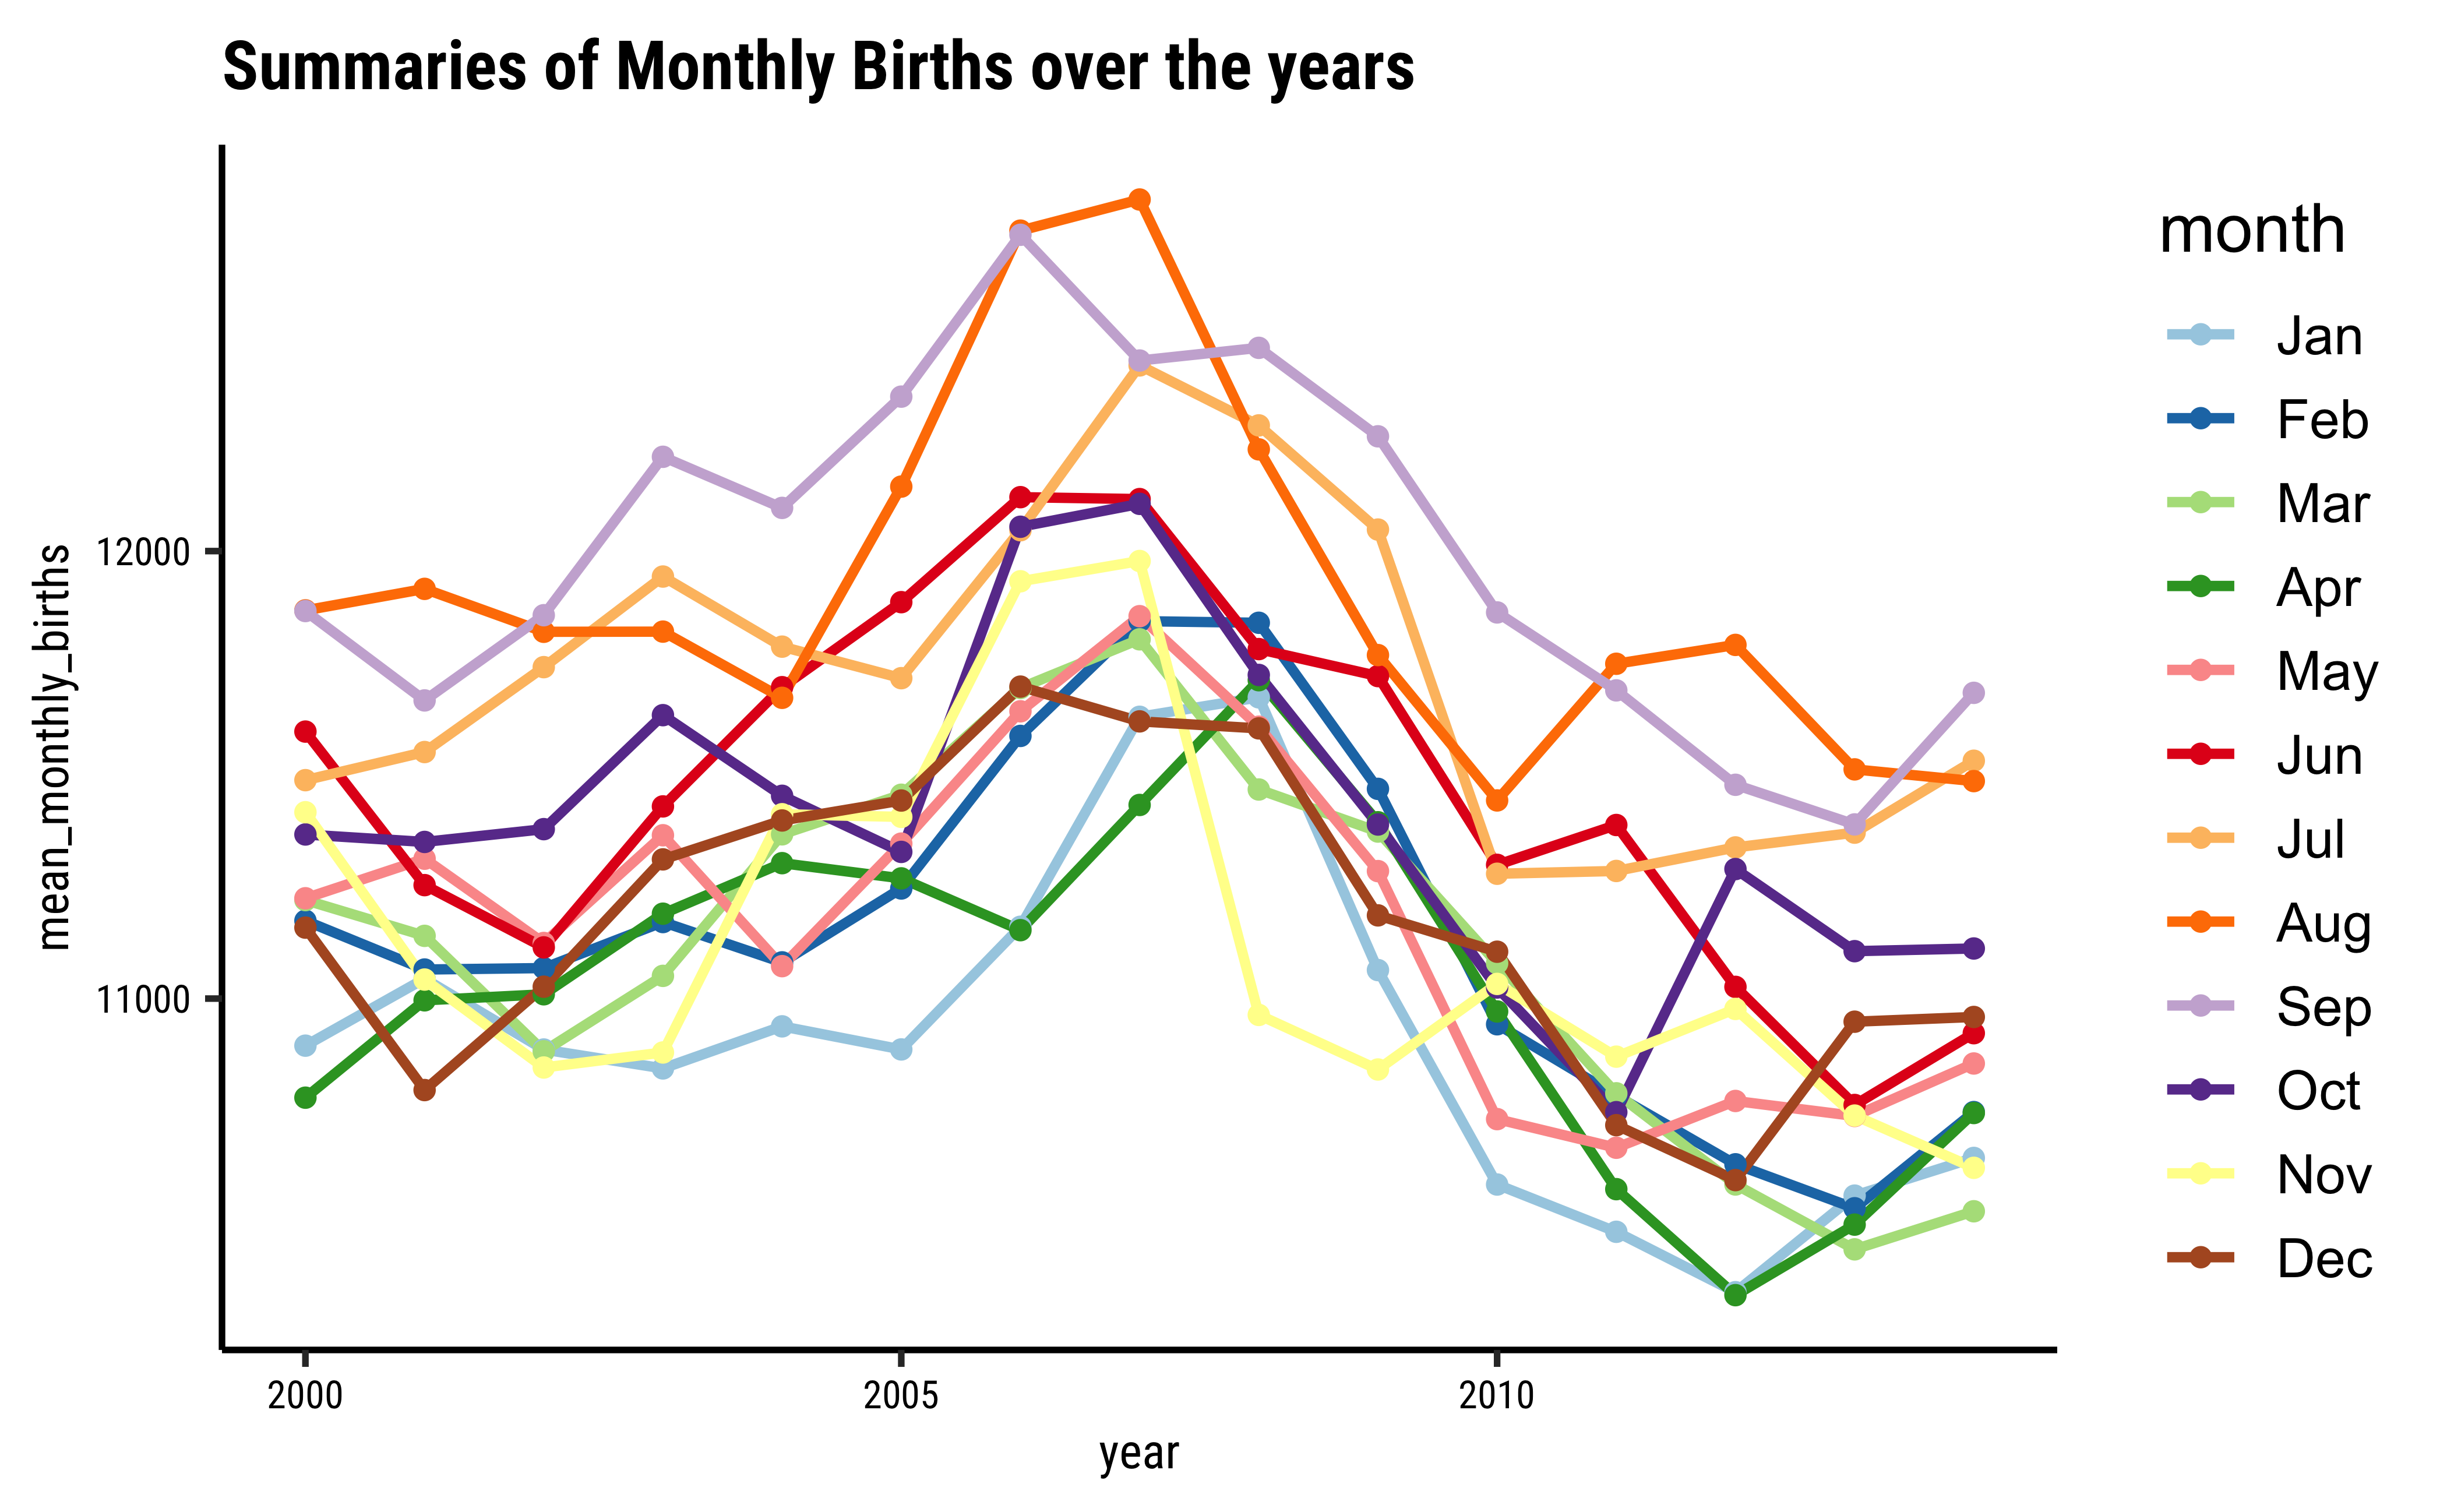 Summaries of Monthly Births over the years
mean_monthly_births
12000
11000
2000
2005
2010
year
month
Jan
Feb
Mar
Apr
May
Jun
Jul
Aug
Sep
Oct
Nov
Dec